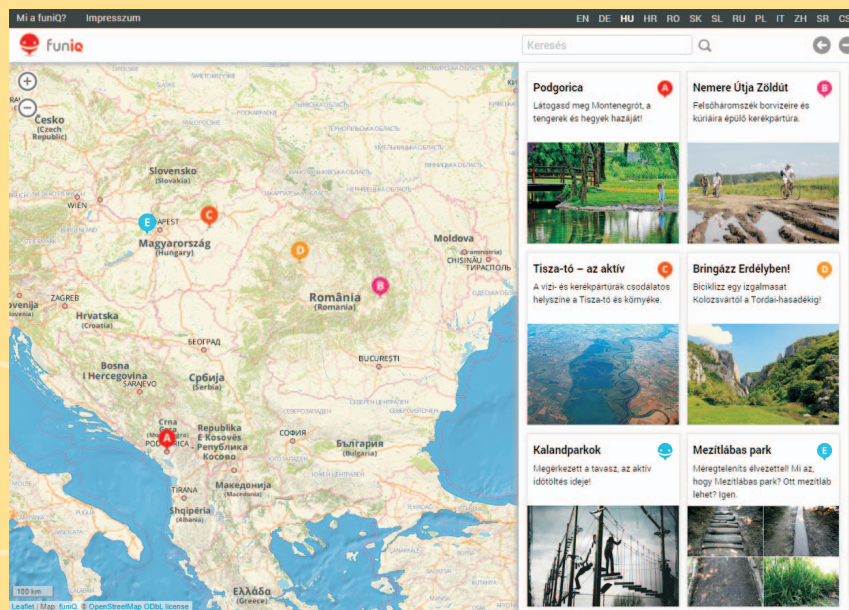 Mi a funiQ? Impresszum
EN DE HU HR RO SK SL RU PL IT ZH SR CS
funiq
Keresés
Podgorica
A
Látogasd meg Montenegrót, a
tengerek és hegyek hazáját!
Nemere Útja Zöldút
B
Felsőháromszék borvizeire és
kúriáira épülő kerékpártúra.
Tisza-tó – az aktív
C
A vízi- és kerékpártúrák csodálatos
helyszíne a Tisza-tó és környéke.
Bringázz Erdélyben!
D
Biciklizz egy izgalmasat
Kolozsvártól a Tordai-hasadékig!
Kalandparkok
Megérkezett a tavasz, az aktív
időtöltés ideje!
Mezítlábas park
E
Méregtelenits élvezettel! Mi az,
hogy Mezítlábas park? Ott mezítláb
lehet? Igen.
Česko
(Czech
Republic)
Slovensko
(Slovakia)
WIEN
E
APEST
C
Magyarország
(Hungary)
D
Moldova
CHIȘINĂU
ТИРАСПОЛЬ
B
România
(Romania)
ZAGREB
Hrvatska
(Croatia)
БЕОГРАД
Bosna
I Hercegovina
SARAJEVO
Србија
(Serbia)
BUCUREȘTI
Crna
A
Republika
E Kosovës
- Република
Косово
СОФИЯ
България
(Bulgaria)
TIRANA
Македонија
(Macedonia)
Shqipëria
(Albania)
Ελλάδα
(Greece)
100 km
Leaflet | Map: funiQ, © OpenStreetMap ODbL license